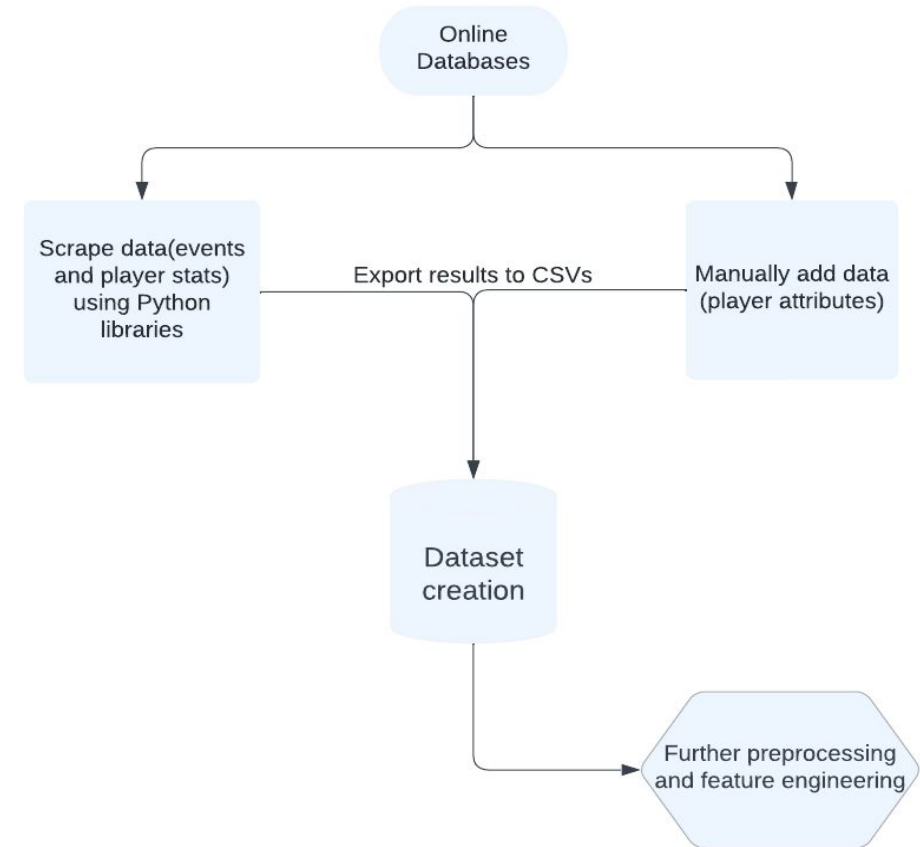 Online
Databases
Scrape data(events
and player stats)
using Python
libraries
Export results to CSVs
Manually add data
(player attributes)
Dataset
creation
Further preprocessing
and feature engineering